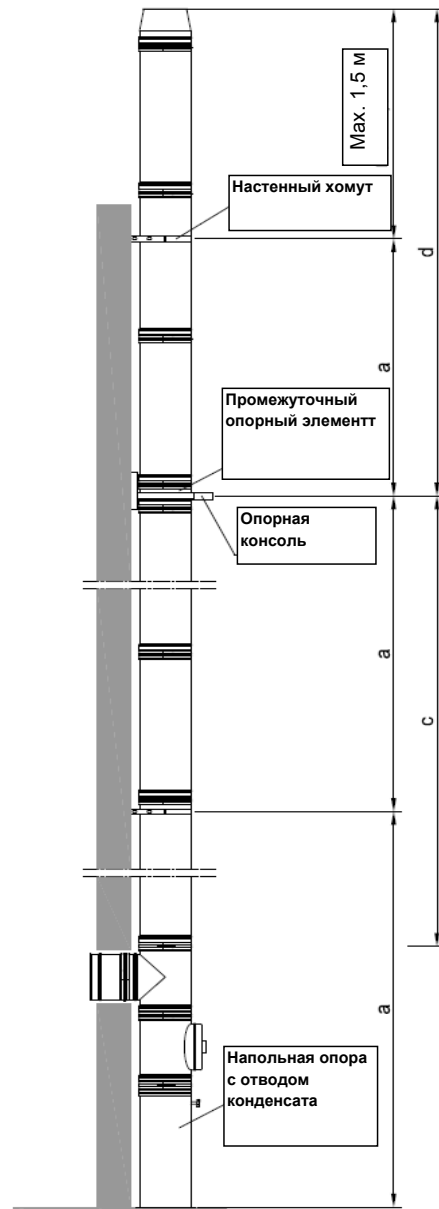 Max. 1,5 м
Настенный хомут
d
a
Промежуточный
опорный элементт
Опорная
консоль
a
c
a
Напольная опора
с отводом
конденсата